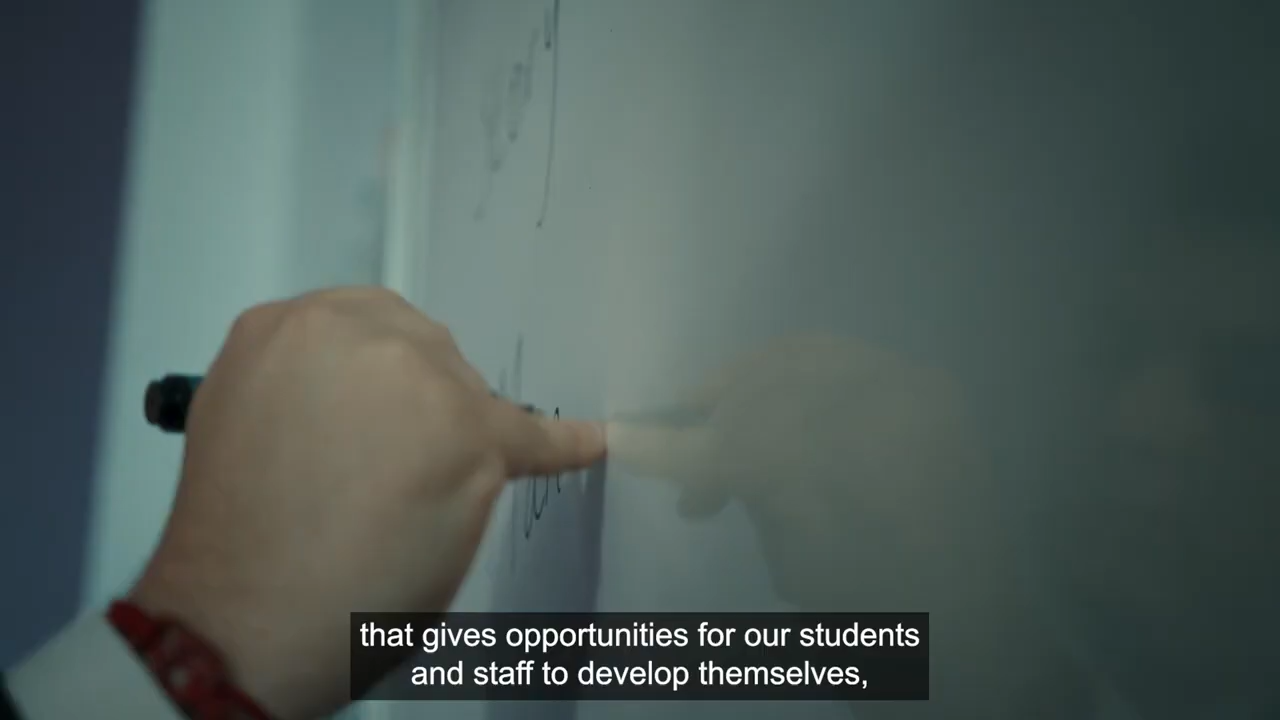 that gives opportunities for our students
and staff to develop themselves,